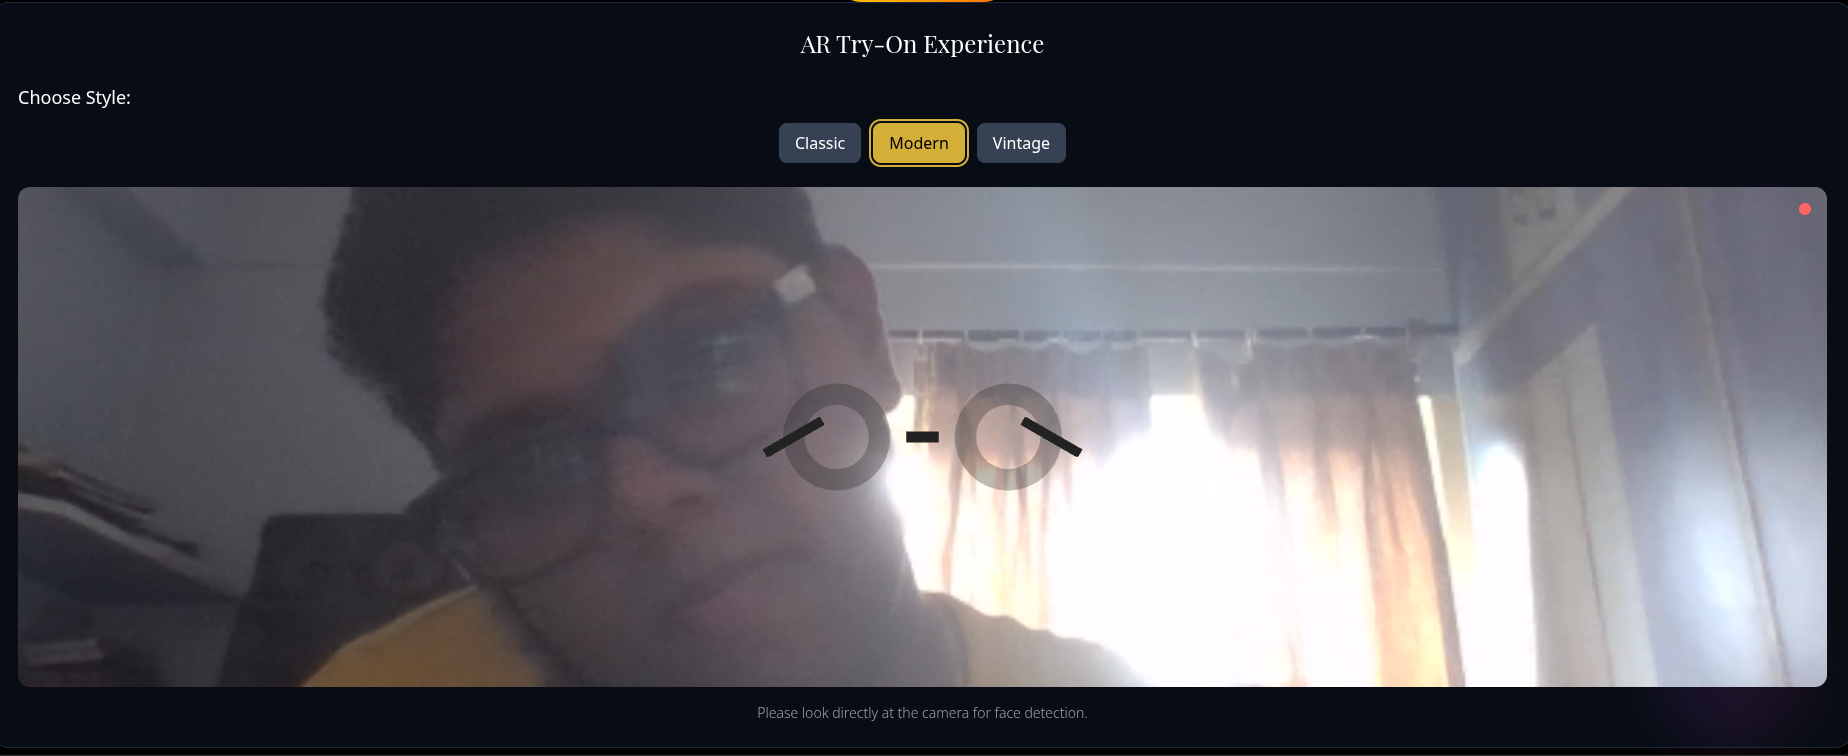 AR Try-On Experience
Choose Style:
Classic Modern Vintage
Please look directly at the camera for face detection.